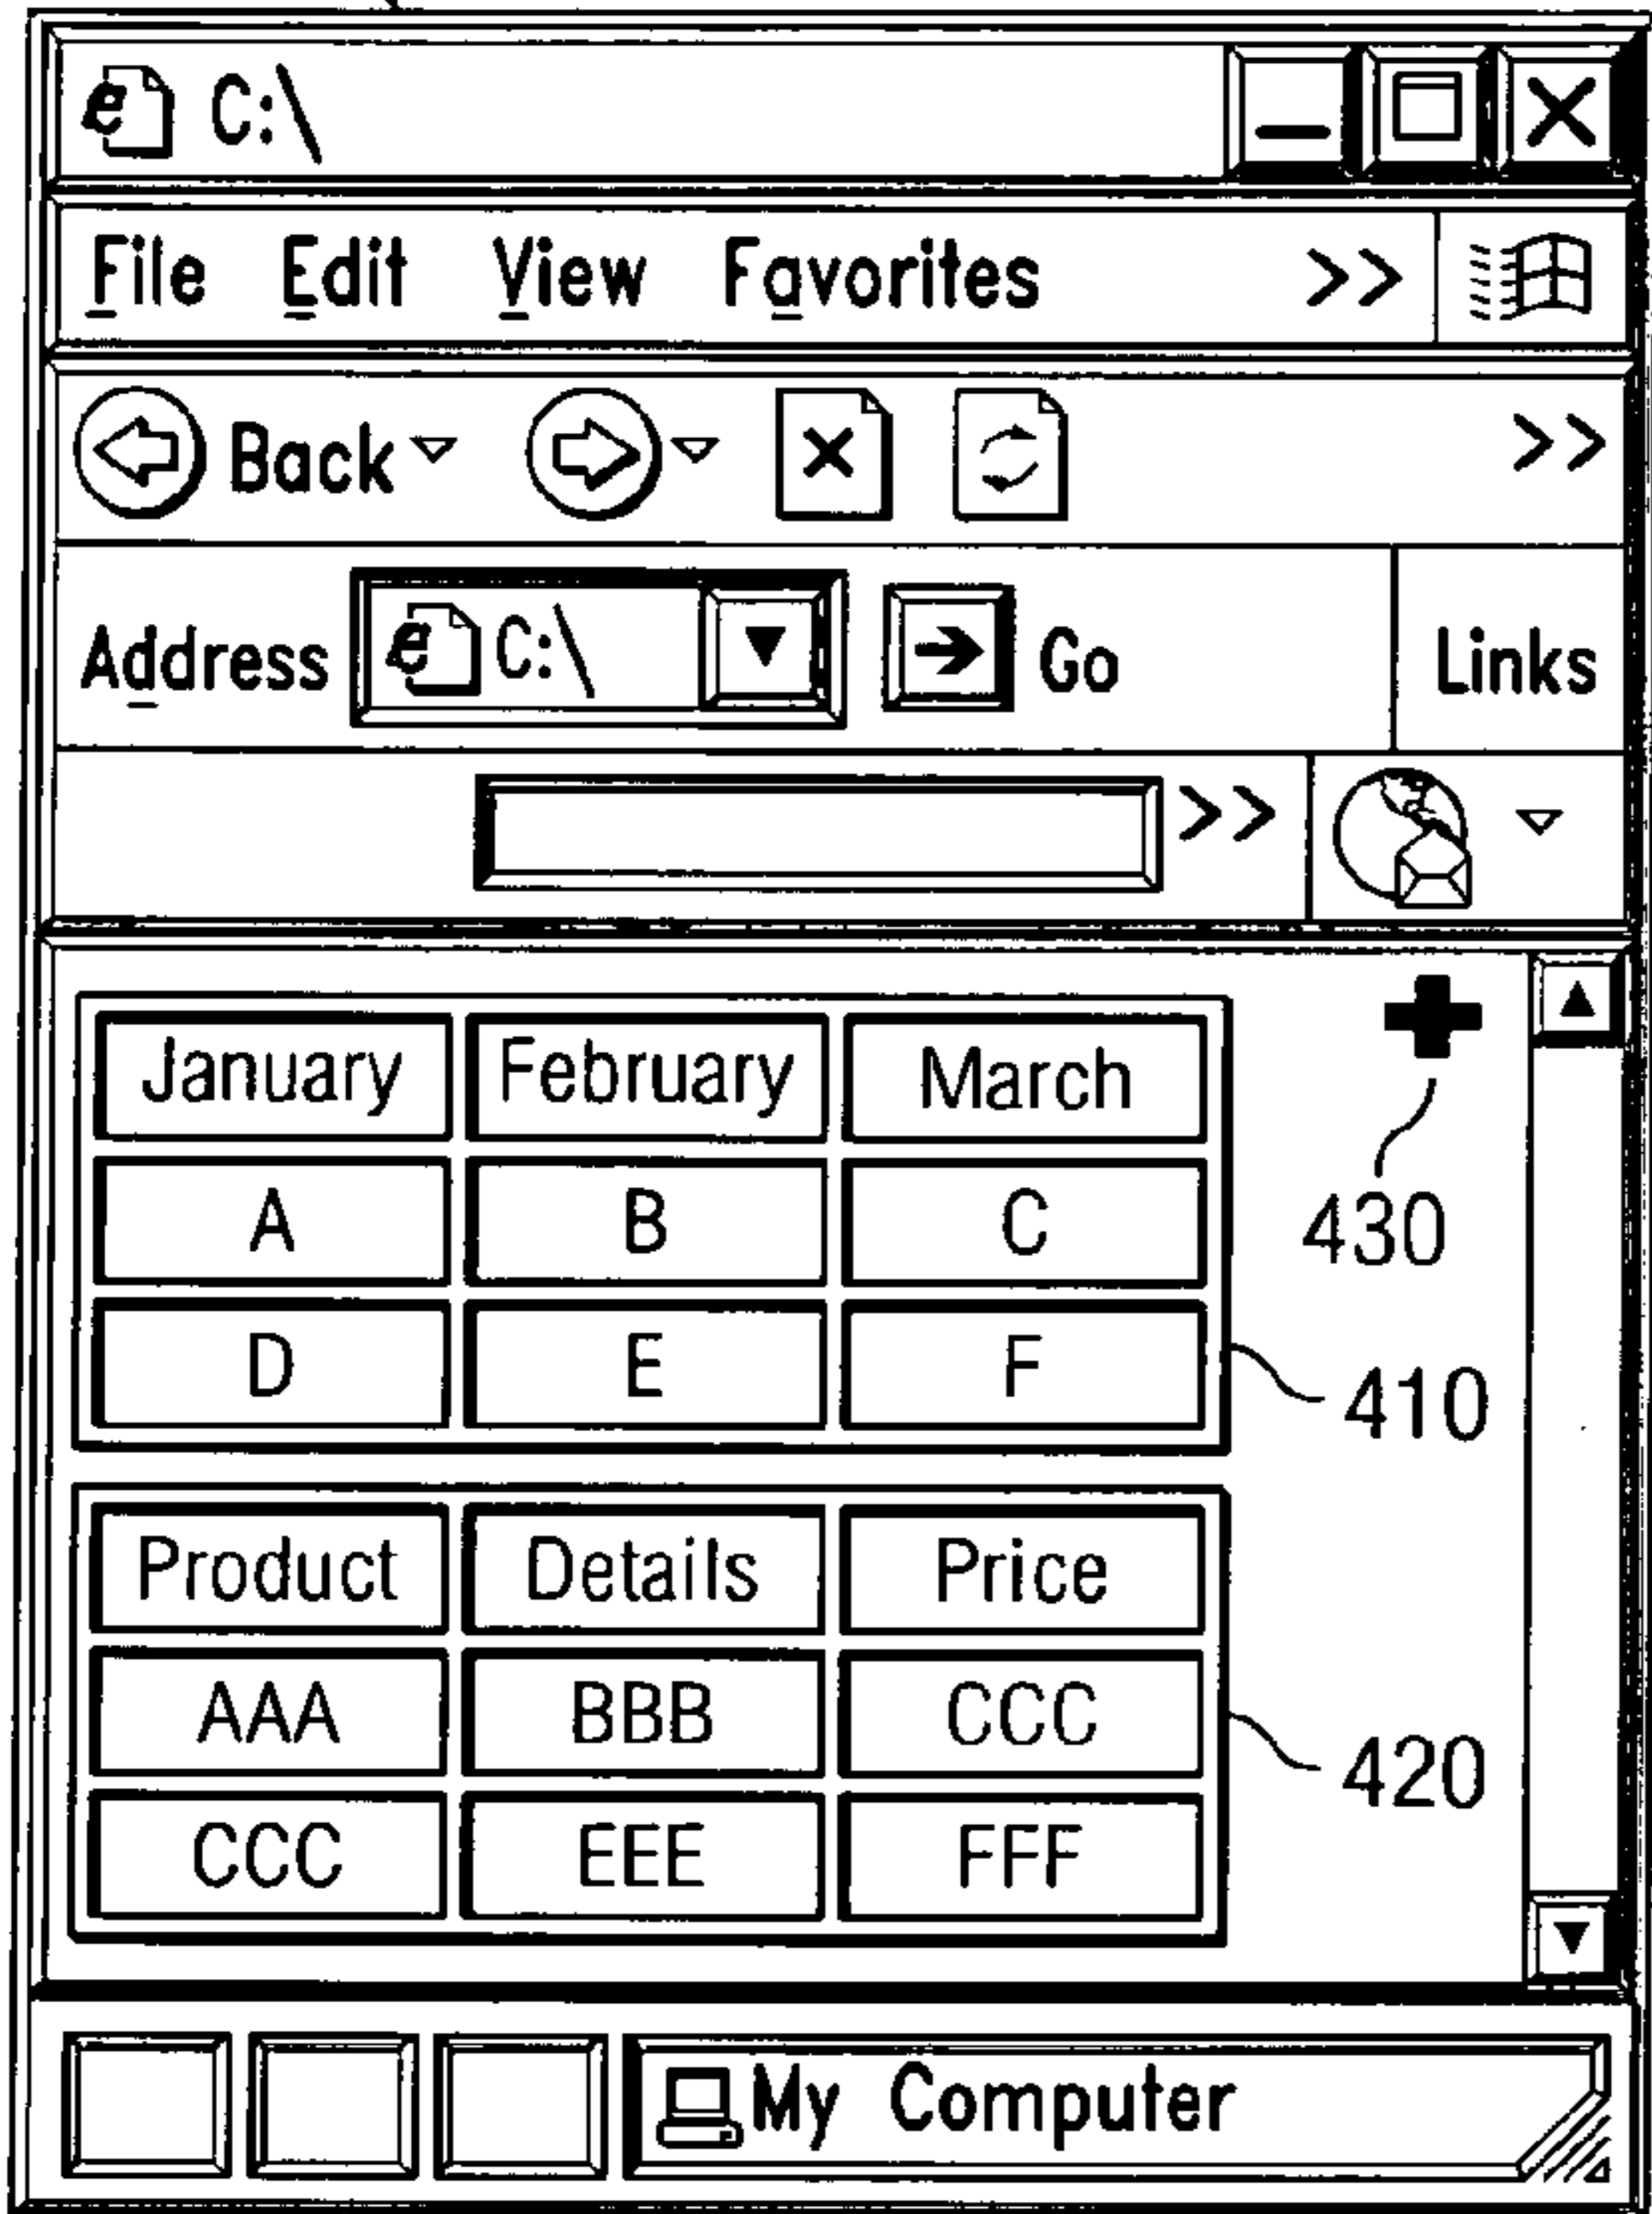 C:\
File Edit View Favorites >>
Back >>
Address C:\ Go Links
>>
January February March
A B C
430
D E F
410
Product Details Price
AAA BBB CCC
420
CCC EEE FFF
My Computer